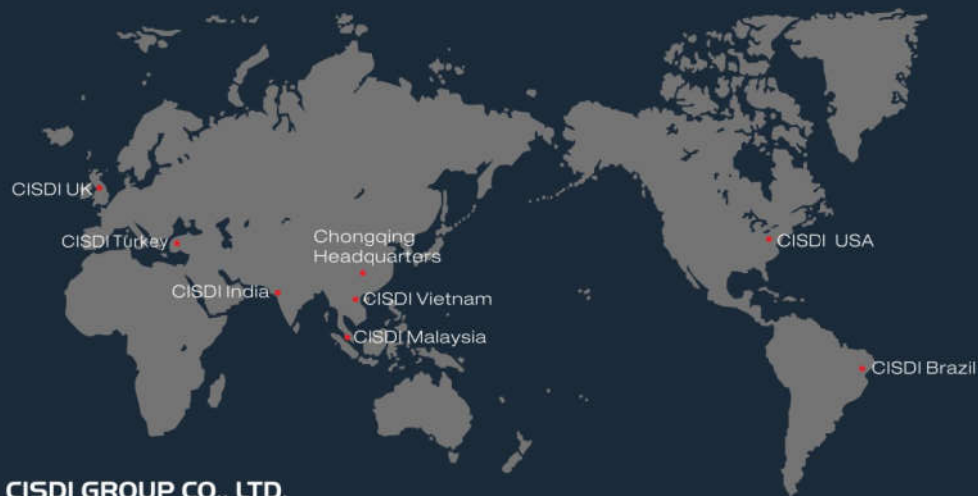 CISDI UK
CISDI Turkey
Chongqing
Headquarters
CISDI India
CISDI Vietnam
CISDI Malaysia
CISDI USA
CISDI Brazil
CISDI GROUP CO., LTD.